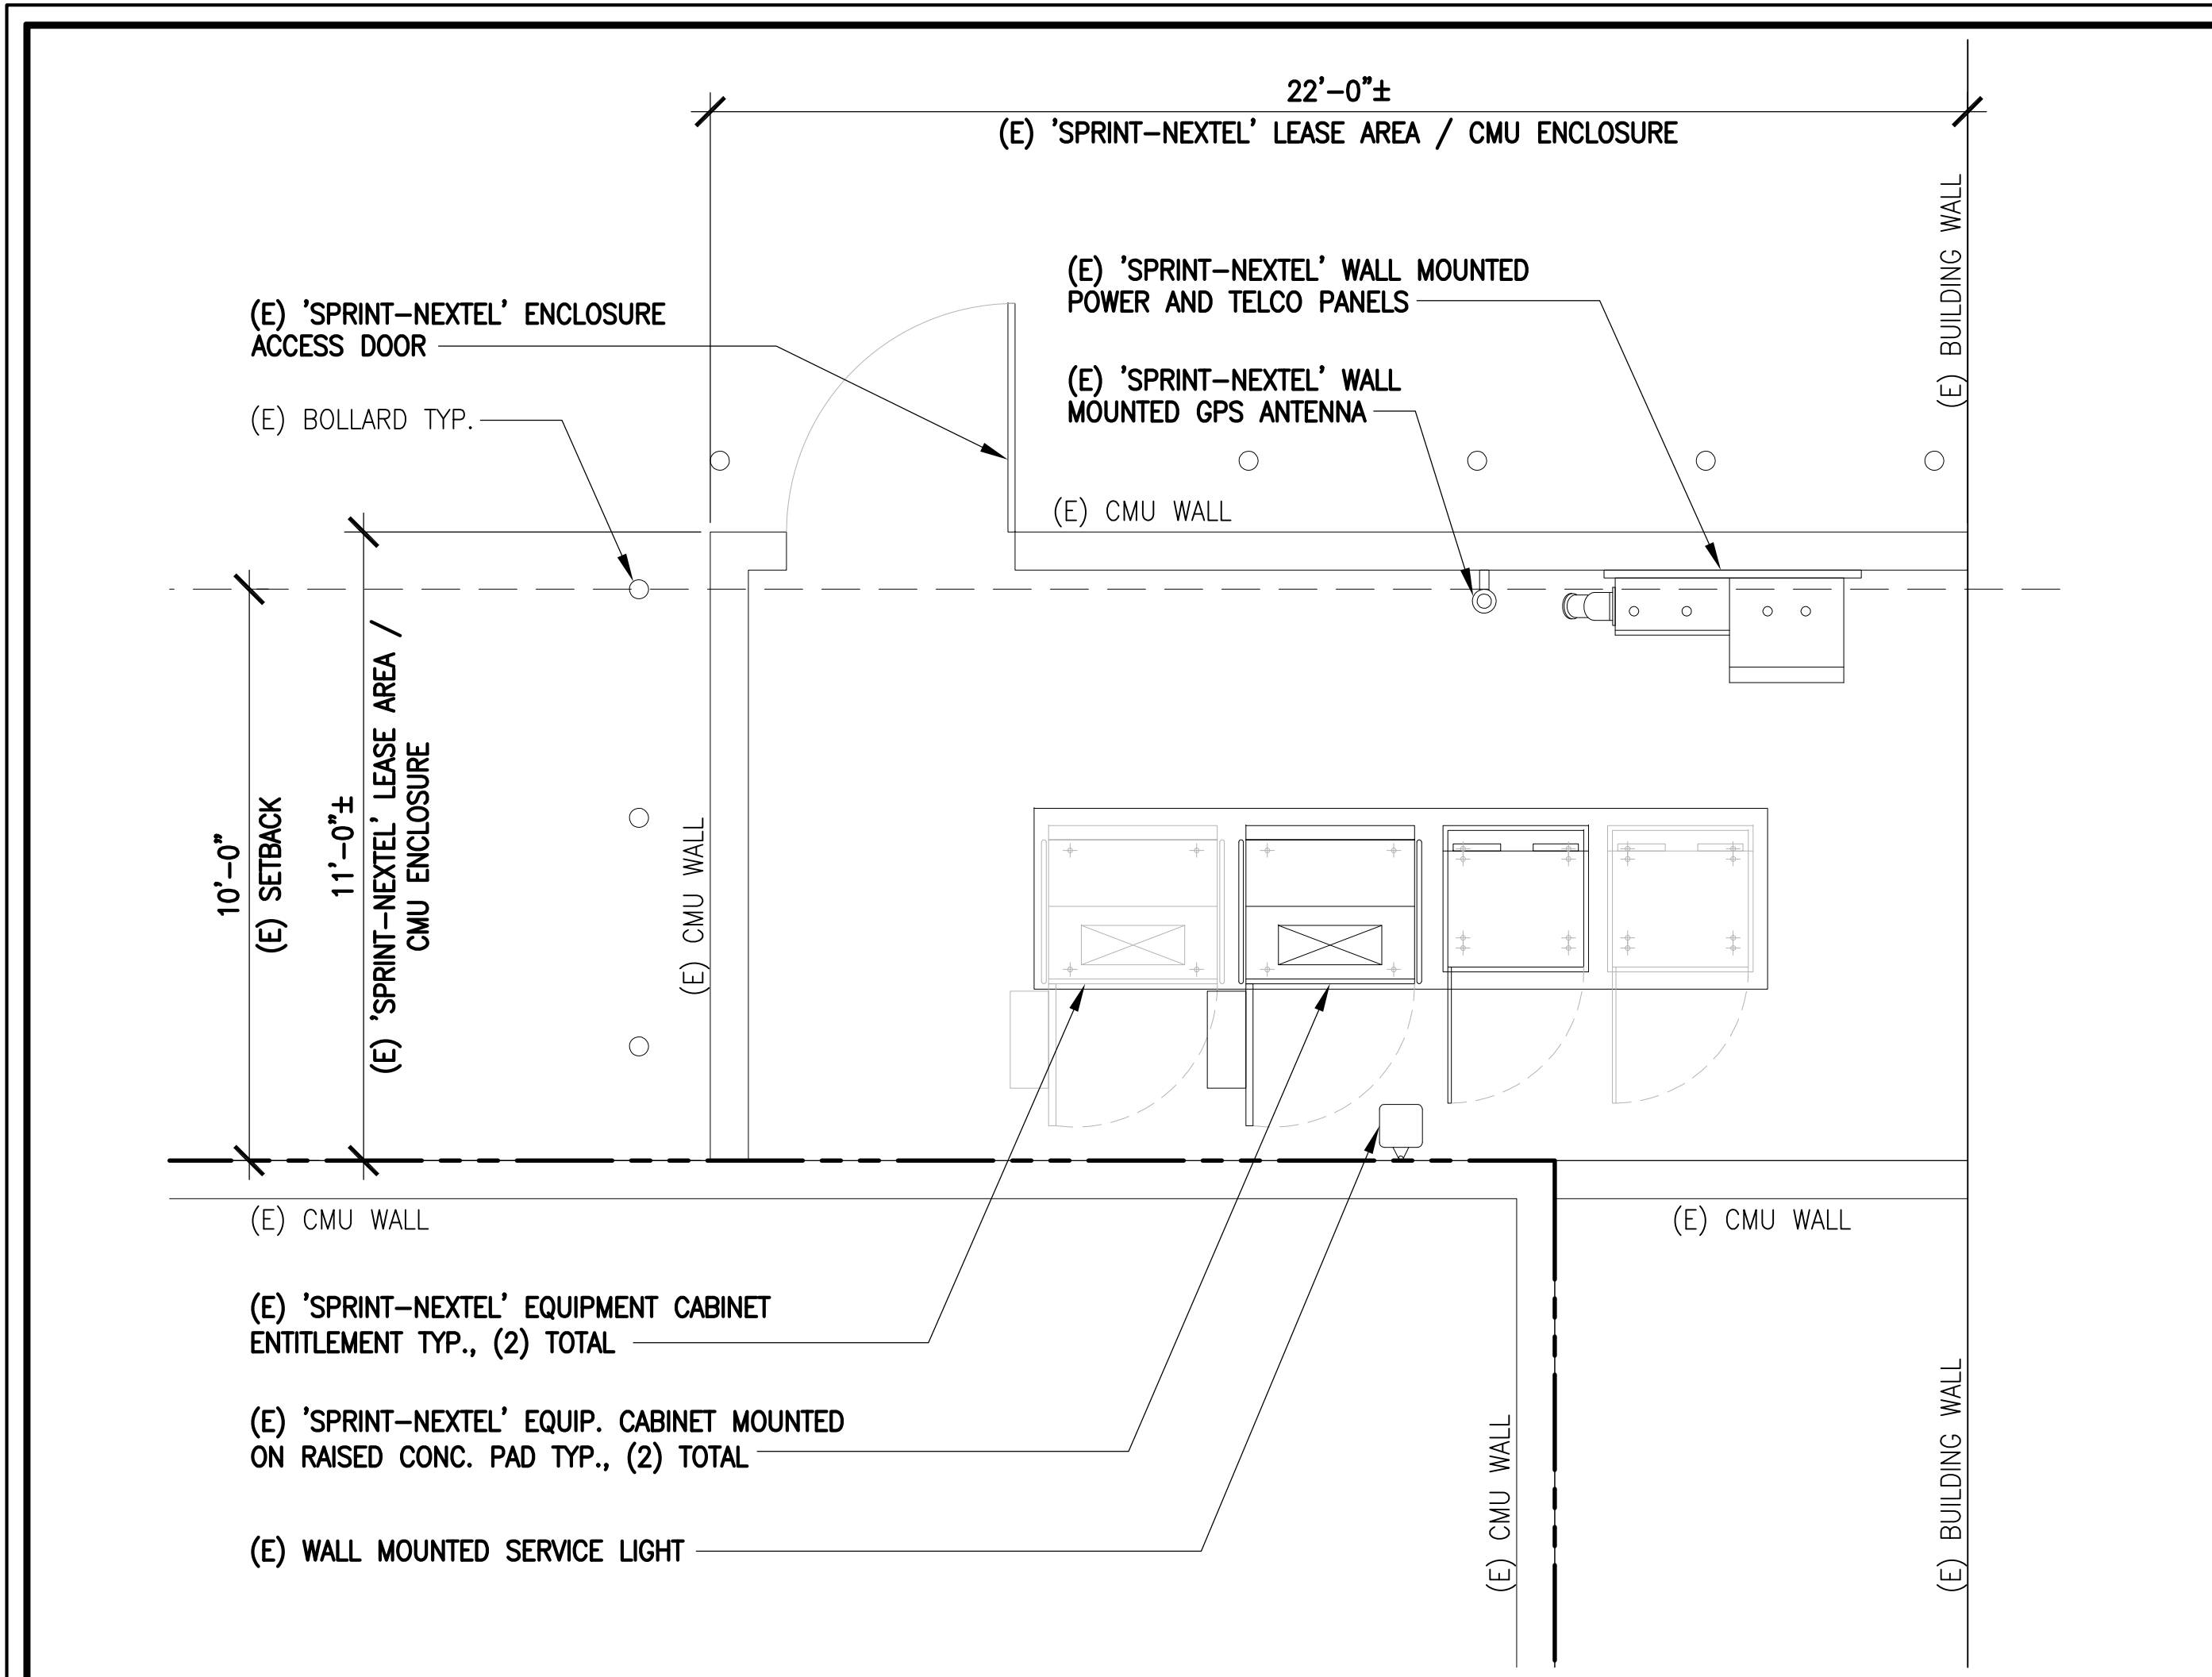 22'-0"±
(E) 'SPRINT-NEXTEL' LEASE AREA / CMU ENCLOSURE
(E) BUILDING WALL
(E) 'SPRINT-NEXTEL' WALL MOUNTED
POWER AND TELCO PANELS
(E) 'SPRINT-NEXTEL' ENCLOSURE
ACCESS DOOR
(E) 'SPRINT-NEXTEL' WALL
MOUNTED GPS ANTENNA
(E) BOLLARD TYP.
(E) CMU WALL
10'-0"
(E) SETBACK
11'-0"±
(E) 'SPRINT-NEXTEL' LEASE AREA /
CMU ENCLOSURE
(E) CMU WALL
(E) CMU WALL
(E) CMU WALL
(E) 'SPRINT-NEXTEL' EQUIPMENT CABINET
ENTITLEMENT TYP., (2) TOTAL
(E) 'SPRINT-NEXTEL' EQUIP. CABINET MOUNTED
ON RAISED CONC. PAD TYP., (2) TOTAL
(E) WALL MOUNTED SERVICE LIGHT
(E) CMU WALL
(E) BUILDING WALL